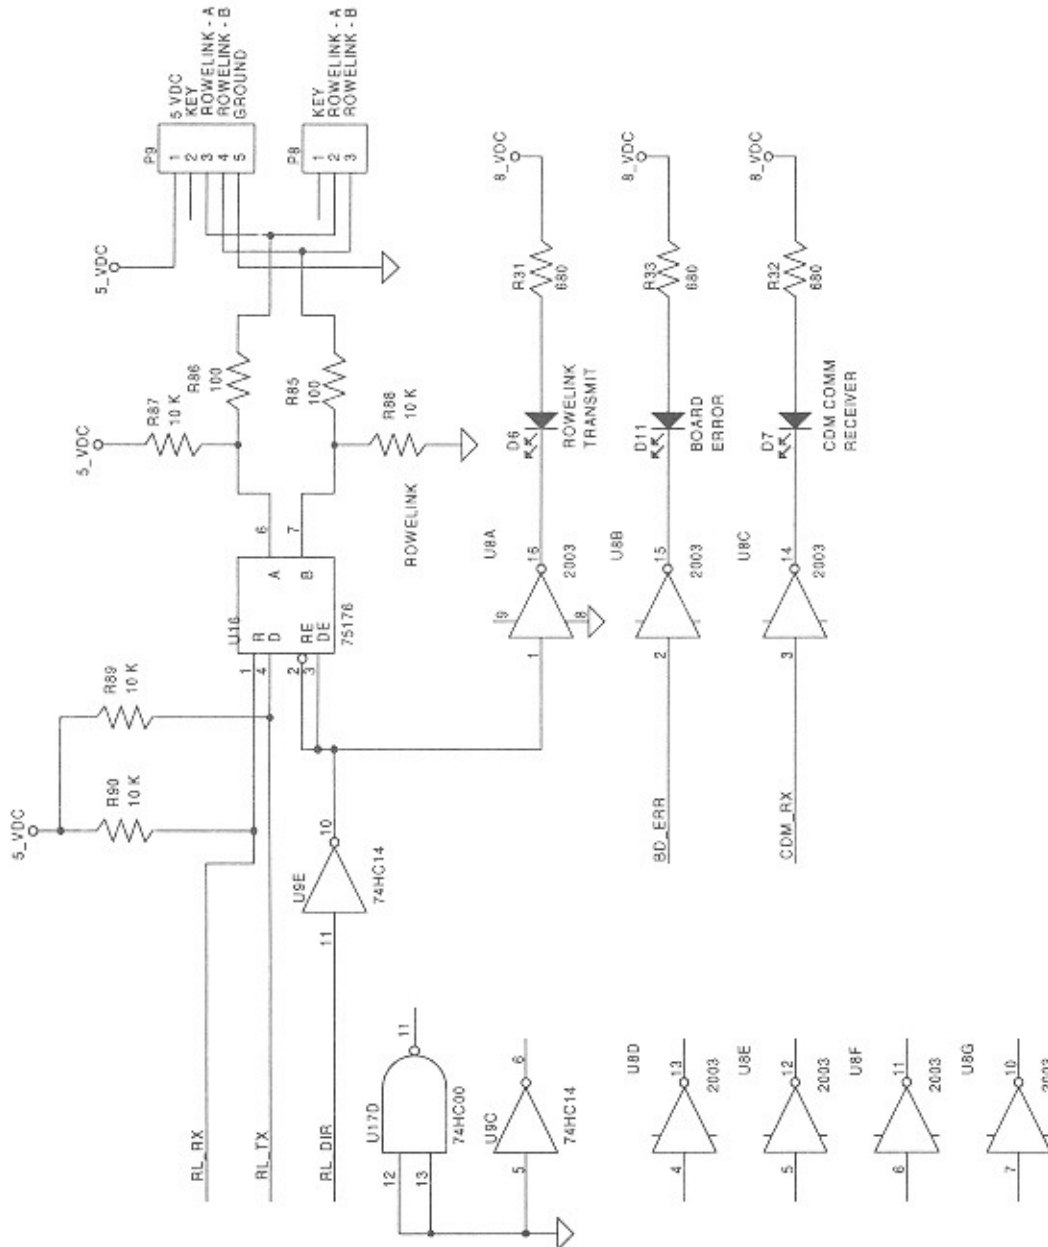 P9
1
2
3
4
5
5 VDC
KEY
ROWELINK - A
ROWELINK - B
GROUND
P8
1
2
3
KEY
ROWELINK - A
ROWELINK - B
5_VDC
5_VDC
R87
10 K
R86
100
R85
100
R88
10 K
ROWELINK
5_VDC
R90
10 K
R89
10 K
U16
R
D
RE
DE
A
B
75176
1
4
2
3
6
7
RL_RX
RL_TX
RL_DIR
11
U9E
10
74HC14
U8A
1
9
8
16
2003
D6
ROWELINK
TRANSMIT
R31
680
8_VDC
BD_ERR
2
U8B
15
2003
D11
BOARD
ERROR
R33
680
8_VDC
CDM_RX
3
U8C
14
2003
D7
CDM COMM
RECEIVER
R32
680
8_VDC
12
13
U17D
11
74HC00
5
U9C
6
74HC14
4
U8D
13
2003
5
U8E
12
2003
6
U8F
11
2003
7
U8G
10
2003